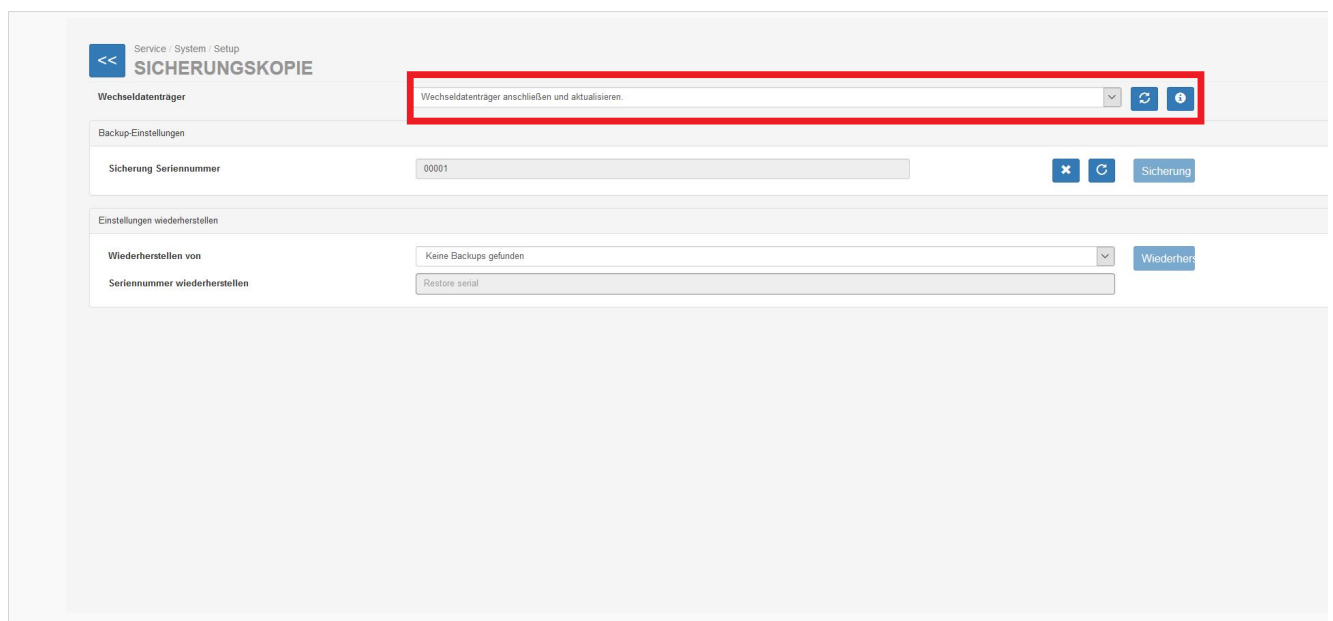 Service / System / Setup
<< SICHERUNGSKOPIE
Wechseldatenträger Wechseldatenträger anschließen und aktualisieren.
Backup-Einstellungen
Sicherung Seriennummer 00001 Sicherung
Einstellungen wiederherstellen
Wiederherstellen von Keine Backups gefunden Wiederhers
Seriennummer wiederherstellen Restore serial